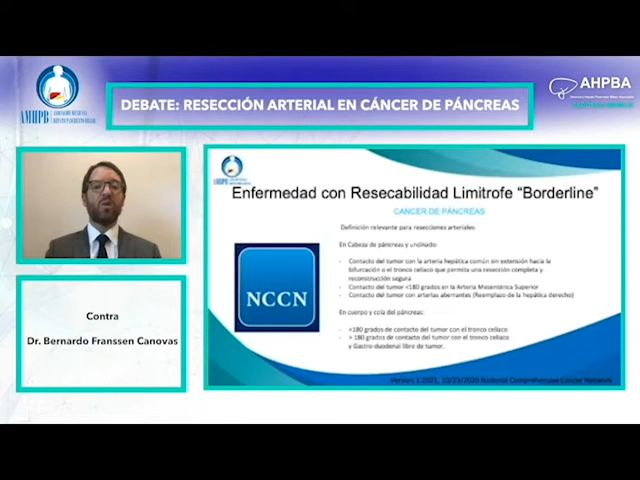 AMHPB
AHPBA
DEBATE: RESECCIÓN ARTERIAL EN CÁNCER DE PÁNCREAS
Enfermedad con Resecabilidad Limitrofe “Borderline”
CANCER DE PÁNCREAS
Definición relevante para resecciones arteriales:
En Cabeza de páncreas y uncinado:
- Contacto del tumor con la arteria hepática común sin extensión hacia la
bifurcación o el tronco celiaco que permita una resección completa y
reconstrucción segura
- Contacto del tumor <180 grados en la Arteria Mesentérica Superior
- Contacto del tumor con arterias aberrantes (Reemplazo de la hepática derecho)
NCCN
En cuerpo y cola del páncreas:
- <180 grados de contacto del tumor con el tronco celiaco
- > 180 grados de contacto del tumor con el tronco celiaco
y Gastro-duodenal libre de tumor.
Version 1.2021, 10/23/2020 National Comprehensive Cancer Network
Contra
Dr. Bernardo Franssen Canovas